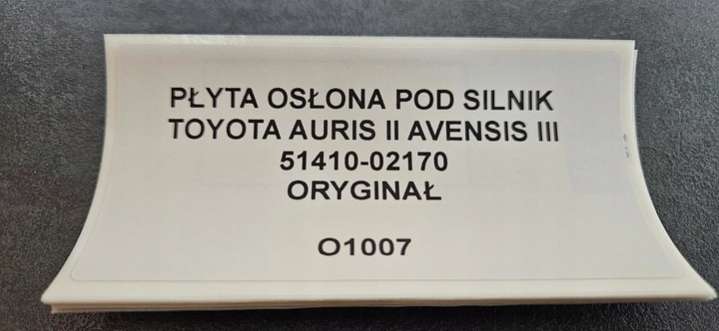 PŁYTA OSŁONA POD SILNIK
TOYOTA AURIS II AVENSIS III
51410-02170
ORYGINAŁ
O1007